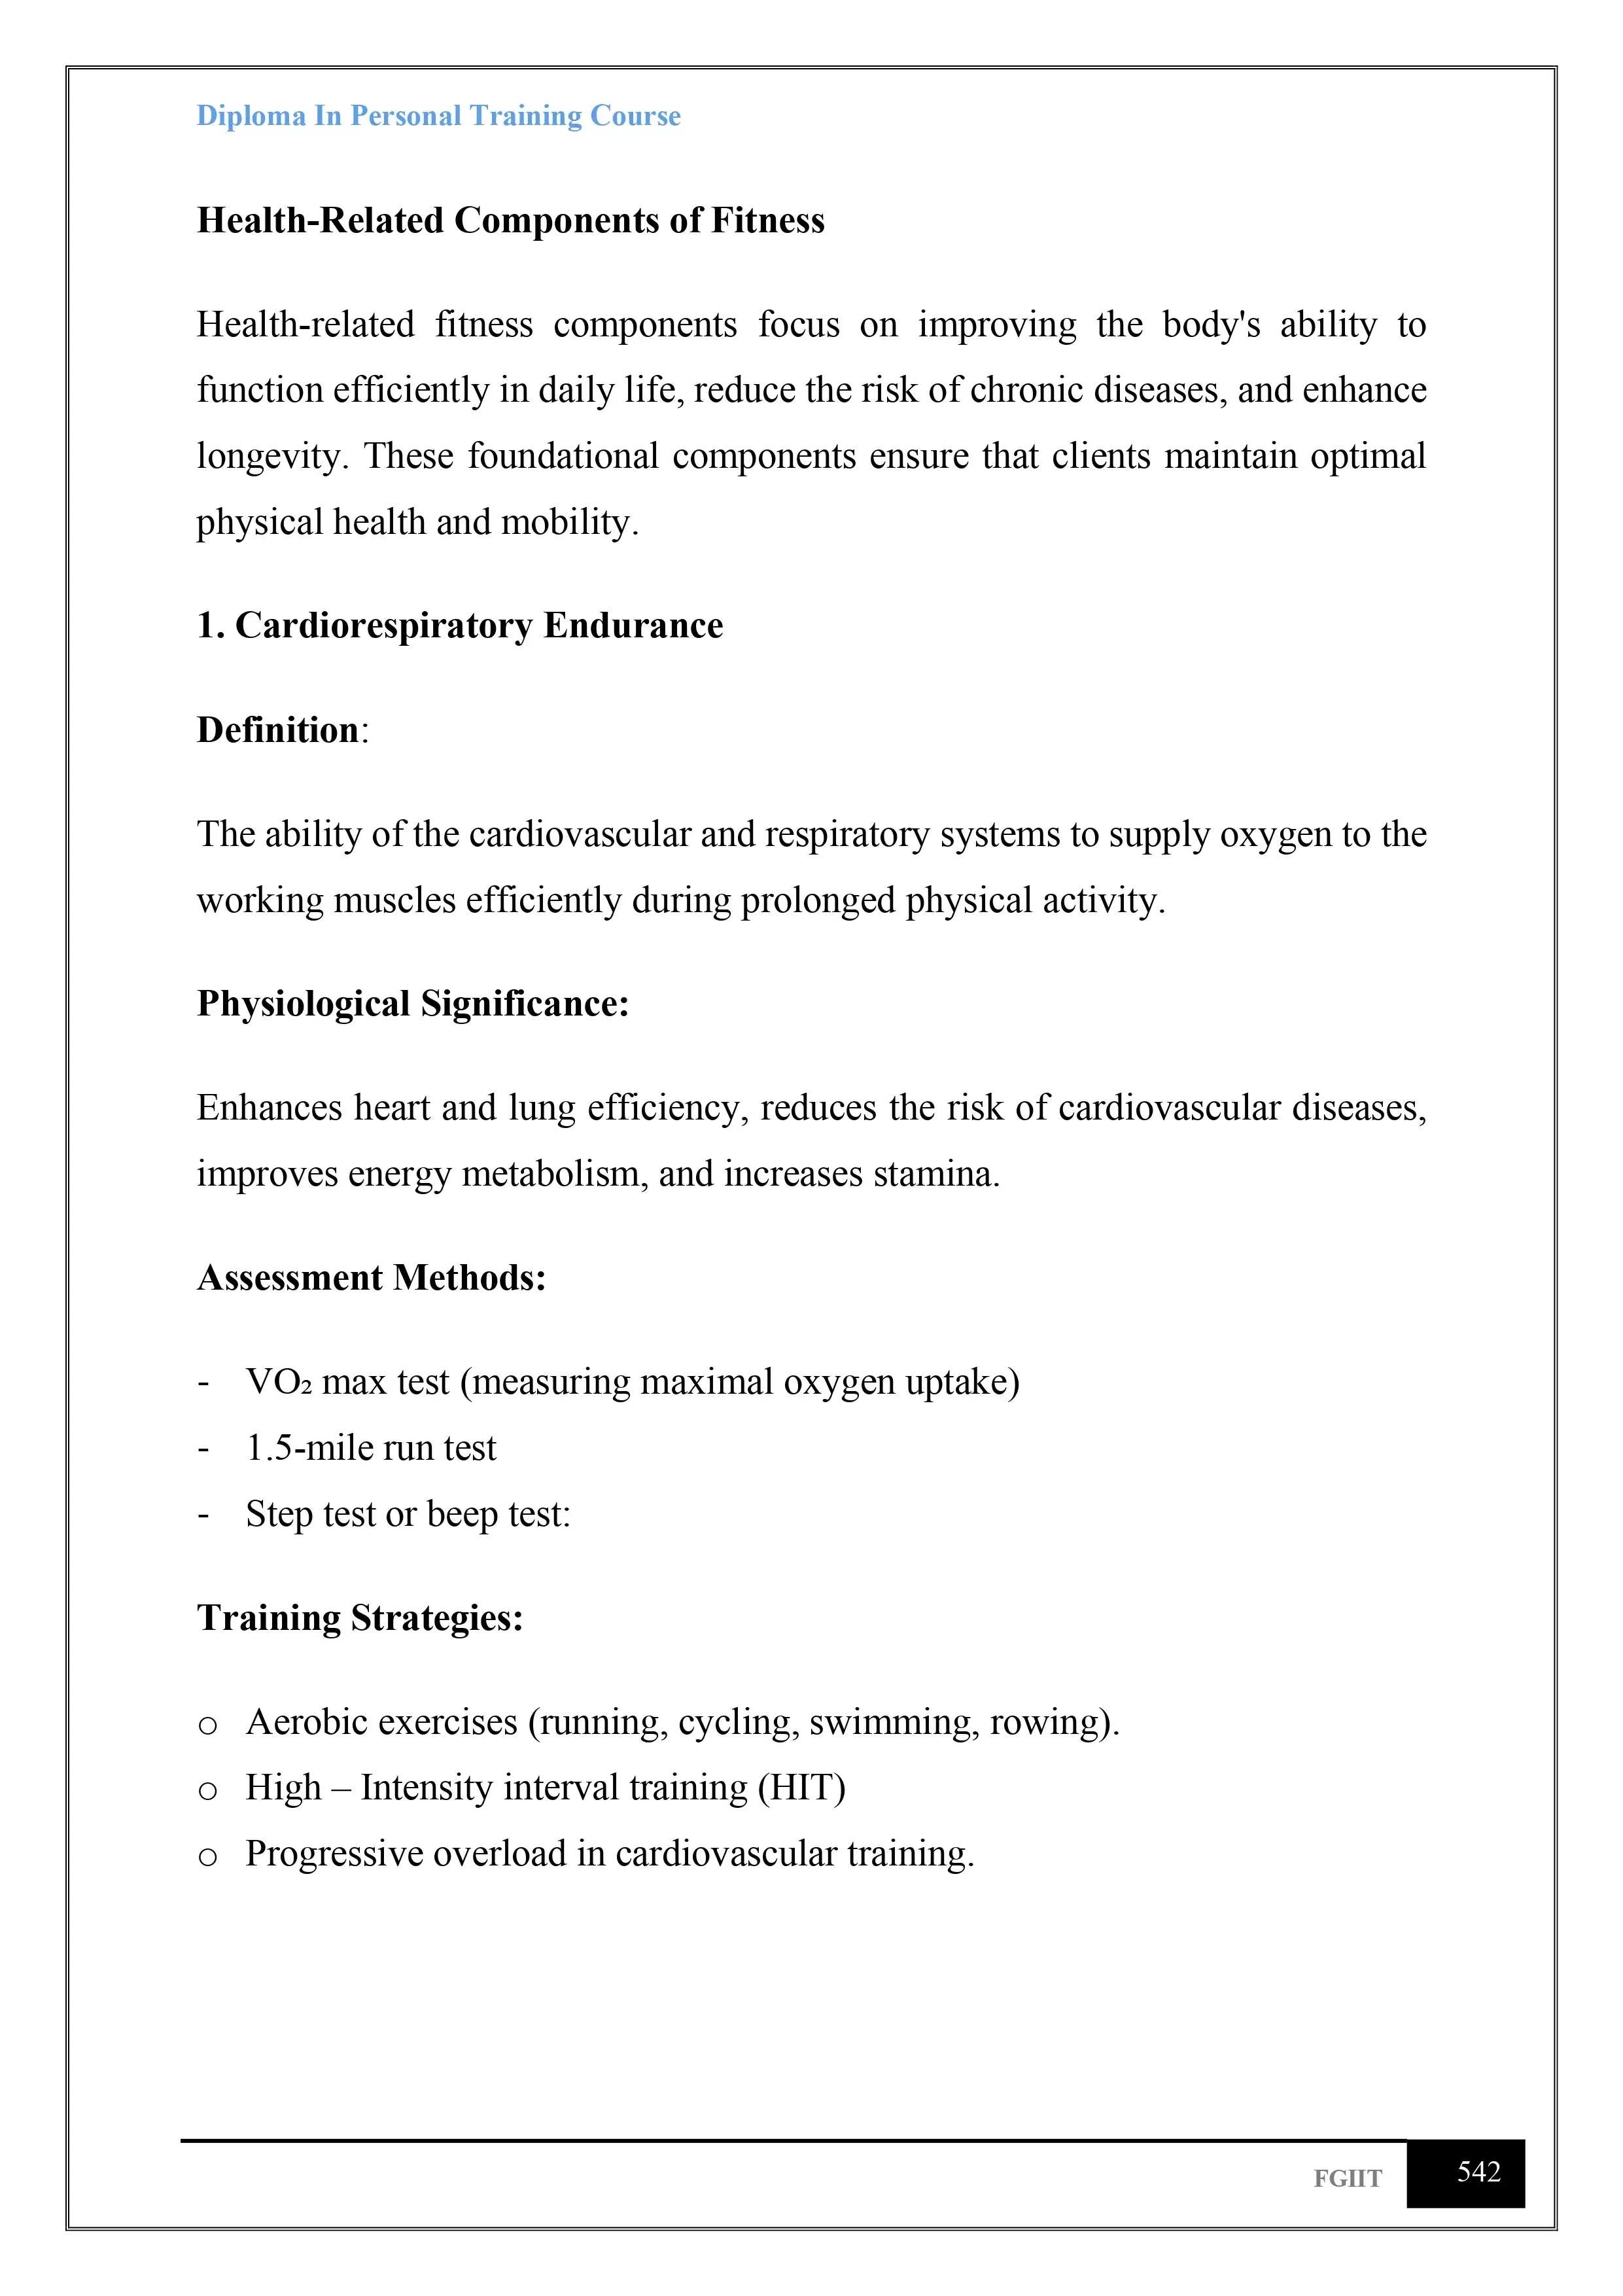 Diploma In Personal Training Course
Health-Related Components of Fitness
Health-related fitness components focus on improving the body's ability to
function efficiently in daily life, reduce the risk of chronic diseases, and enhance
longevity. These foundational components ensure that clients maintain optimal
physical health and mobility.
1. Cardiorespiratory Endurance
Definition:
The ability of the cardiovascular and respiratory systems to supply oxygen to the
working muscles efficiently during prolonged physical activity.
Physiological Significance:
Enhances heart and lung efficiency, reduces the risk of cardiovascular diseases,
improves energy metabolism, and increases stamina.
Assessment Methods:
- VO₂ max test (measuring maximal oxygen uptake)
- 1.5-mile run test
- Step test or beep test:
Training Strategies:
o Aerobic exercises (running, cycling, swimming, rowing).
o High – Intensity interval training (HIT)
o Progressive overload in cardiovascular training.
FGIIT 542